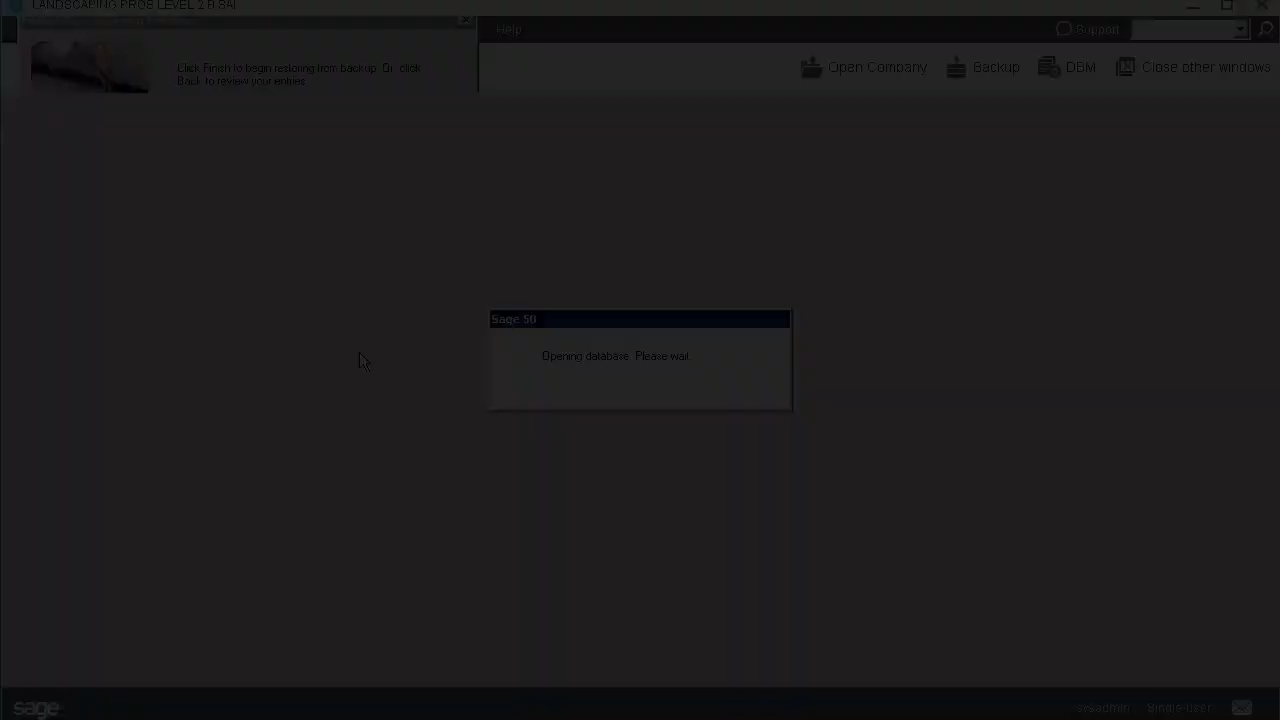 LANDSCAPING PROS LEVEL 2 B.SAI
Help
Support
Click Finish to begin restoring from backup. Or, click
Back to review your entries.
Open Company
Backup
DBM
Close other windows
Sage 50
Opening database. Please wait.
sage
sysadmin
Single-user